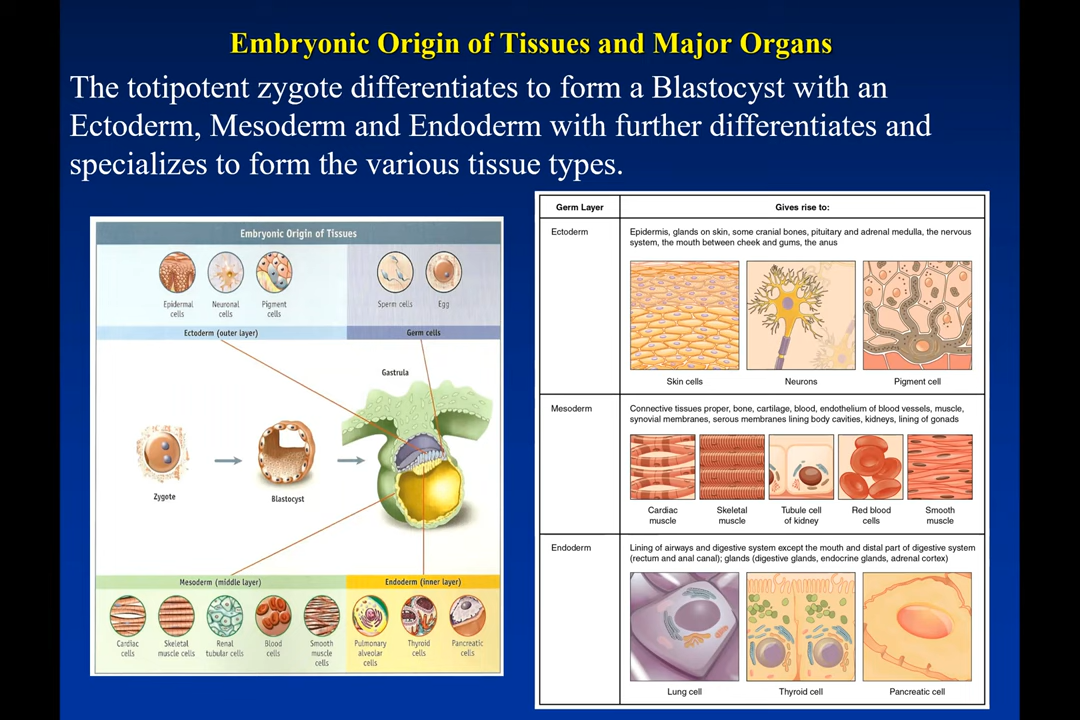 Embryonic Origin of Tissues and Major Organs
The totipotent zygote differentiates to form a Blastocyst with an
Ectoderm, Mesoderm and Endoderm with further differentiates and
specializes to form the various tissue types.
Embryonic Origin of Tissues
Epidermal
cells
Neuronal
cells
Pigment
cells
Sperm cells
Egg
Ectoderm (outer layer)
Germ cells
Gastrula
Zygote
Blastocyst
Mesoderm (middle layer)
Endoderm (inner layer)
Cardiac
cells
Skeletal
muscle cells
Renal
tubular cells
Blood
cells
Smooth
muscle
cells
Pulmonary
alveolar
cells
Thyroid
cells
Pancreatic
cells
Germ Layer
Gives rise to:
Ectoderm
Epidermis, glands on skin, some cranial bones, pituitary and adrenal medulla, the nervous
system, the mouth between cheek and gums, the anus
Skin cells
Neurons
Pigment cell
Mesoderm
Connective tissues proper, bone, cartilage, blood, endothelium of blood vessels, muscle,
synovial membranes, serous membranes lining body cavities, kidneys, lining of gonads
Cardiac
muscle
Skeletal
muscle
Tubule cell
of kidney
Red blood
cells
Smooth
muscle
Endoderm
Lining of airways and digestive system except the mouth and distal part of digestive system
(rectum and anal canal); glands (digestive glands, endocrine glands, adrenal cortex)
Lung cell
Thyroid cell
Pancreatic cell